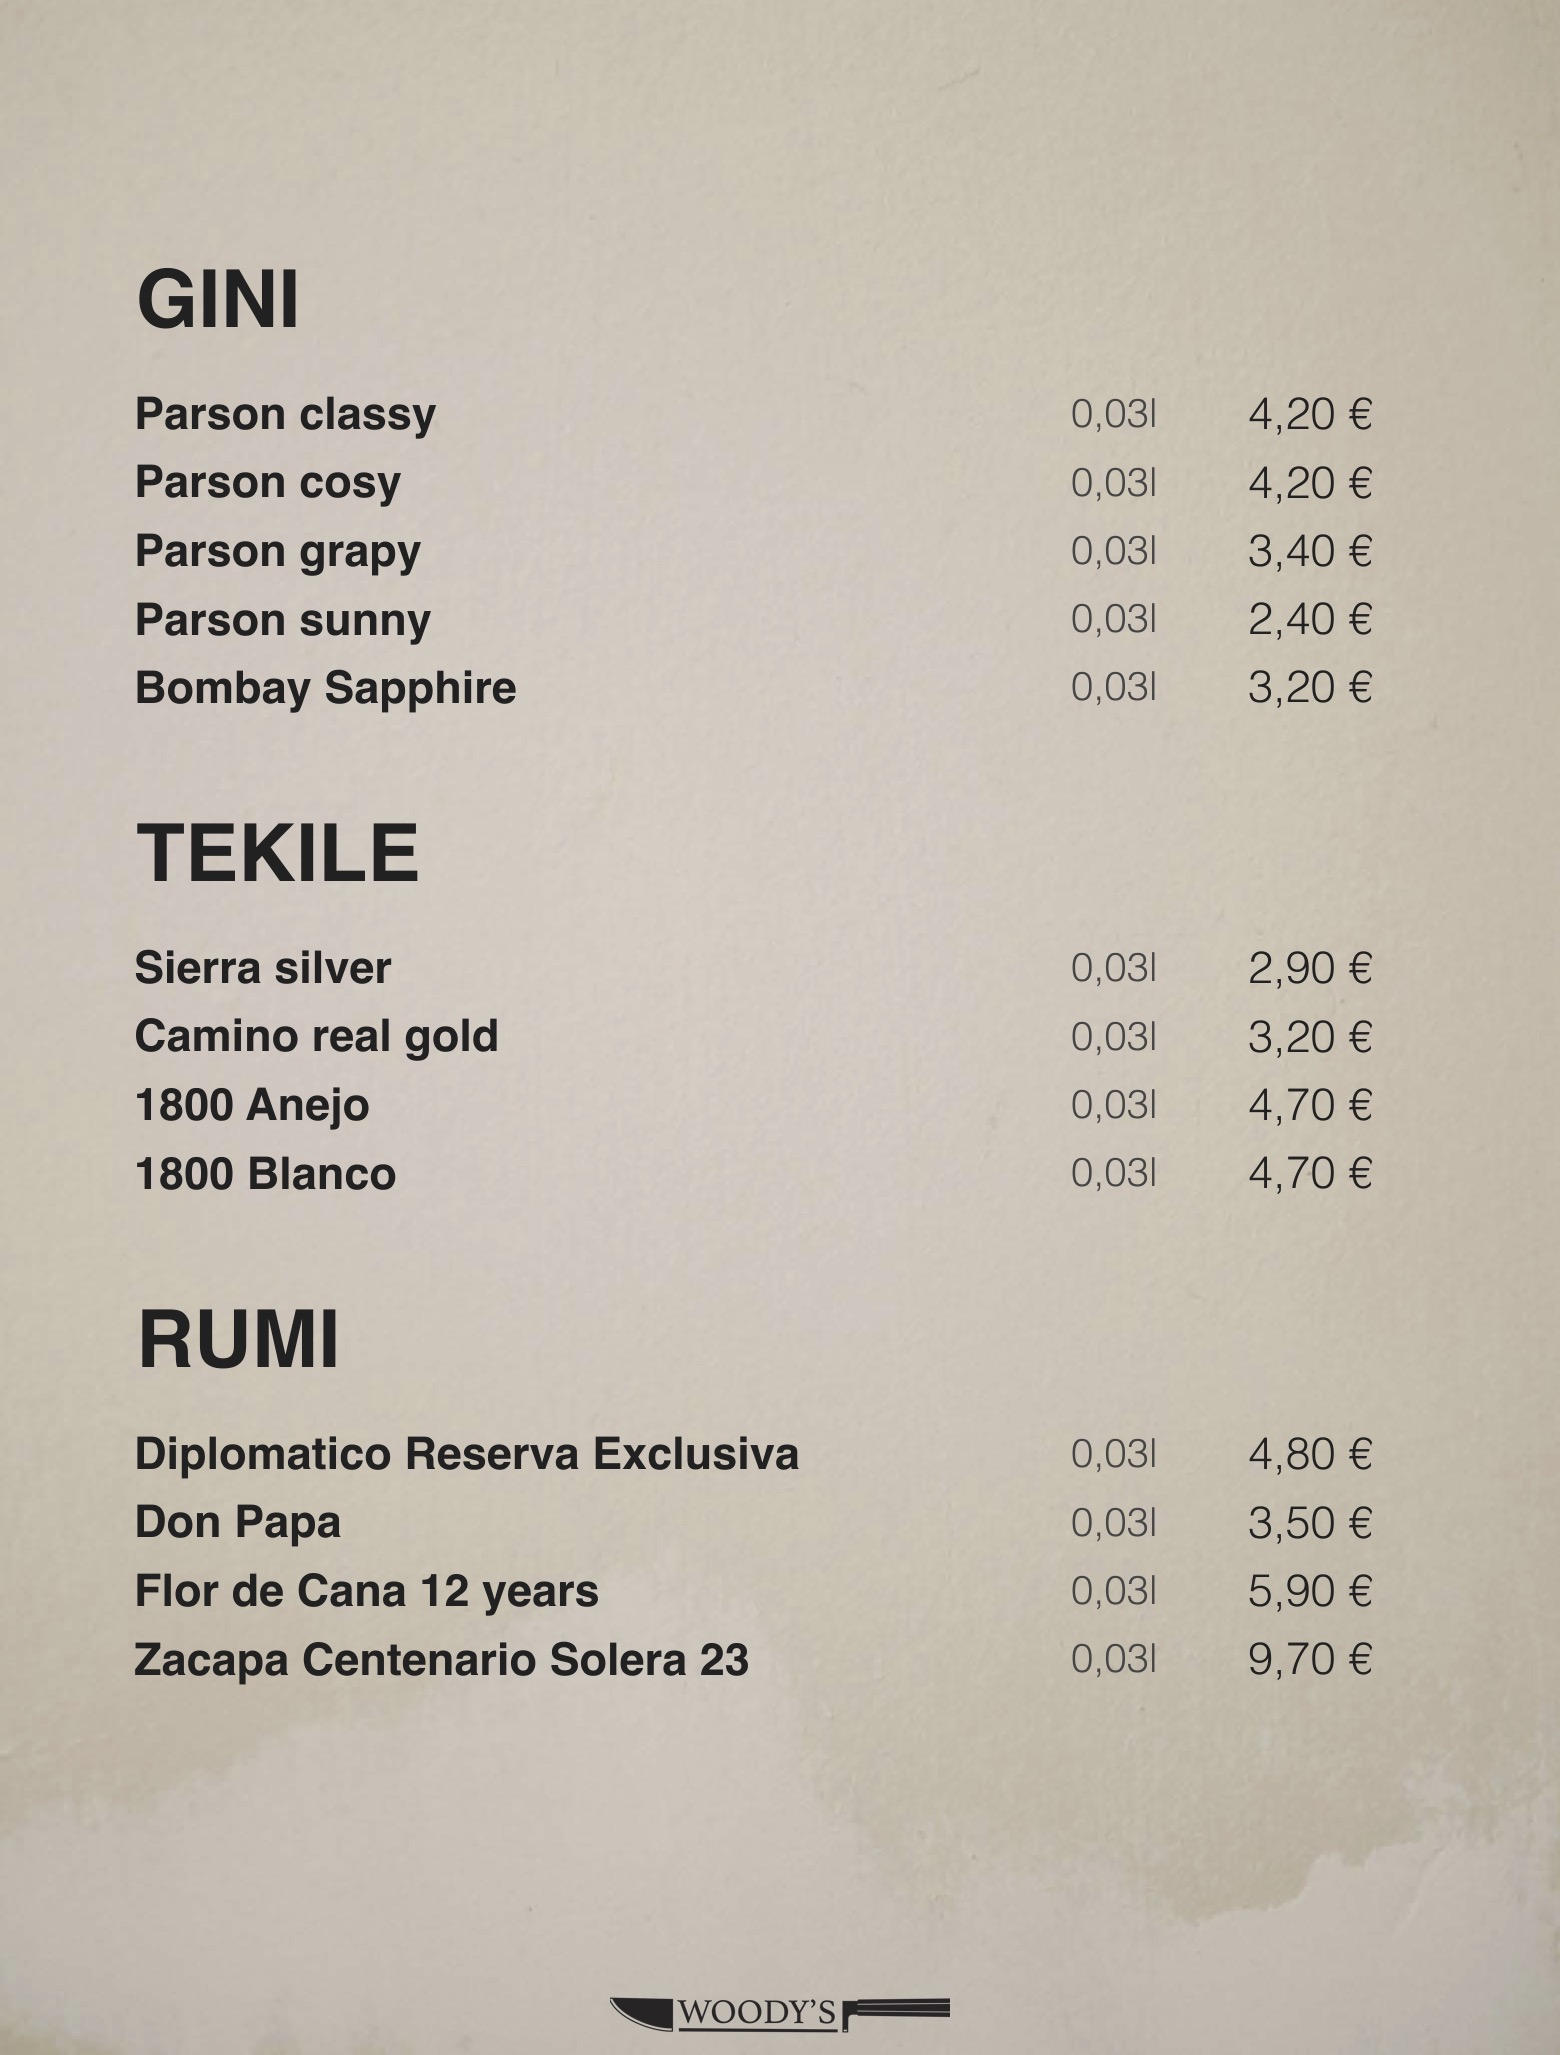 GINI
Parson classy 0,03l 4,20 €
Parson cosy 0,03l 4,20 €
Parson grapy 0,03l 3,40 €
Parson sunny 0,03l 2,40 €
Bombay Sapphire 0,03l 3,20 €
TEKILE
Sierra silver 0,03l 2,90 €
Camino real gold 0,03l 3,20 €
1800 Anejo 0,03l 4,70 €
1800 Blanco 0,03l 4,70 €
RUMI
Diplomatico Reserva Exclusiva 0,03l 4,80 €
Don Papa 0,03l 3,50 €
Flor de Cana 12 years 0,03l 5,90 €
Zacapa Centenario Solera 23 0,03l 9,70 €
WOODY'S